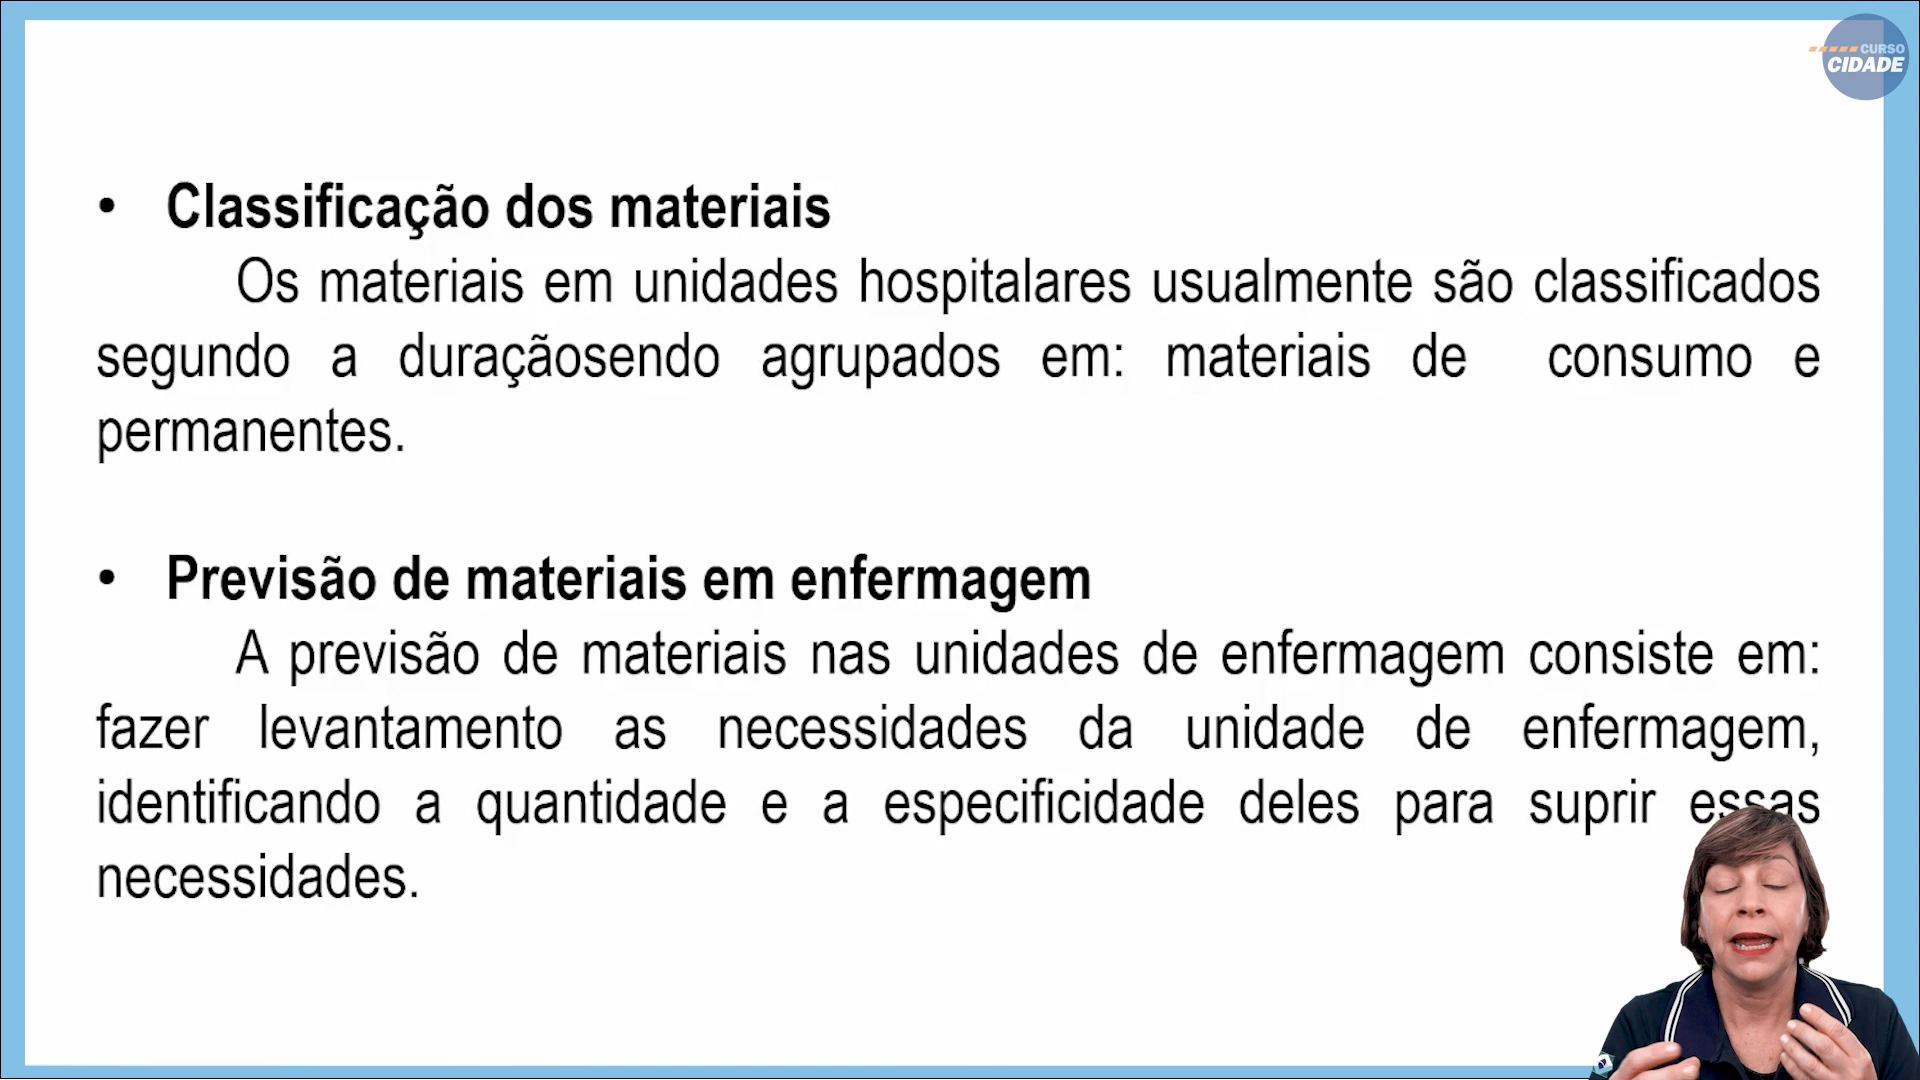 CURSO
CIDADE
• Classificação dos materiais
Os materiais em unidades hospitalares usualmente são classificados
segundo a duraçãosendo agrupados em: materiais de consumo e
permanentes.
• Previsão de materiais em enfermagem
A previsão de materiais nas unidades de enfermagem consiste em:
fazer levantamento as necessidades da unidade de enfermagem,
identificando a quantidade e a especificidade deles para suprir essas
necessidades.